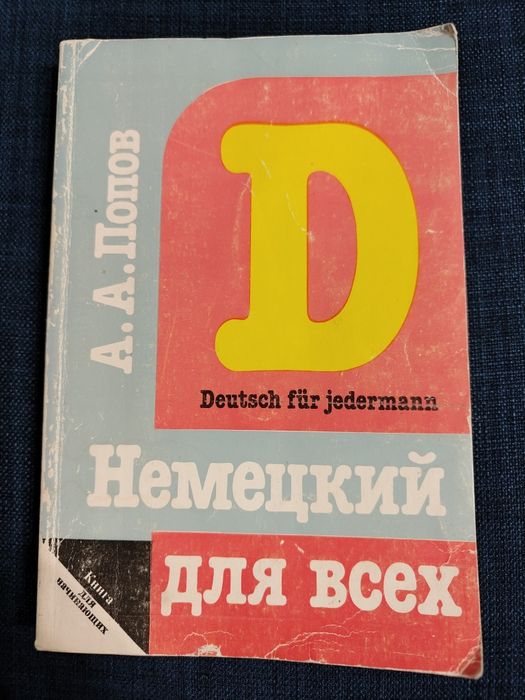 А. А. Попов
D
Deutsch für jedermann
Немецкий
для всех
Книга
для
начинающих